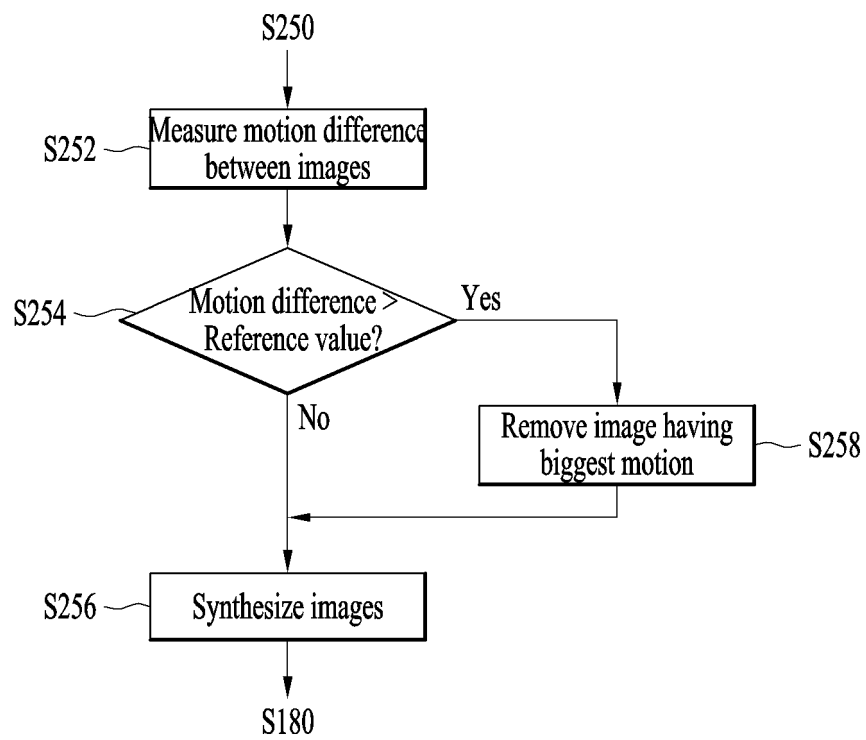 S250
S252
Measure motion difference
between images
S254
Motion difference >
Reference value?
Yes
No
Remove image having
biggest motion
S258
S256
Synthesize images
S180